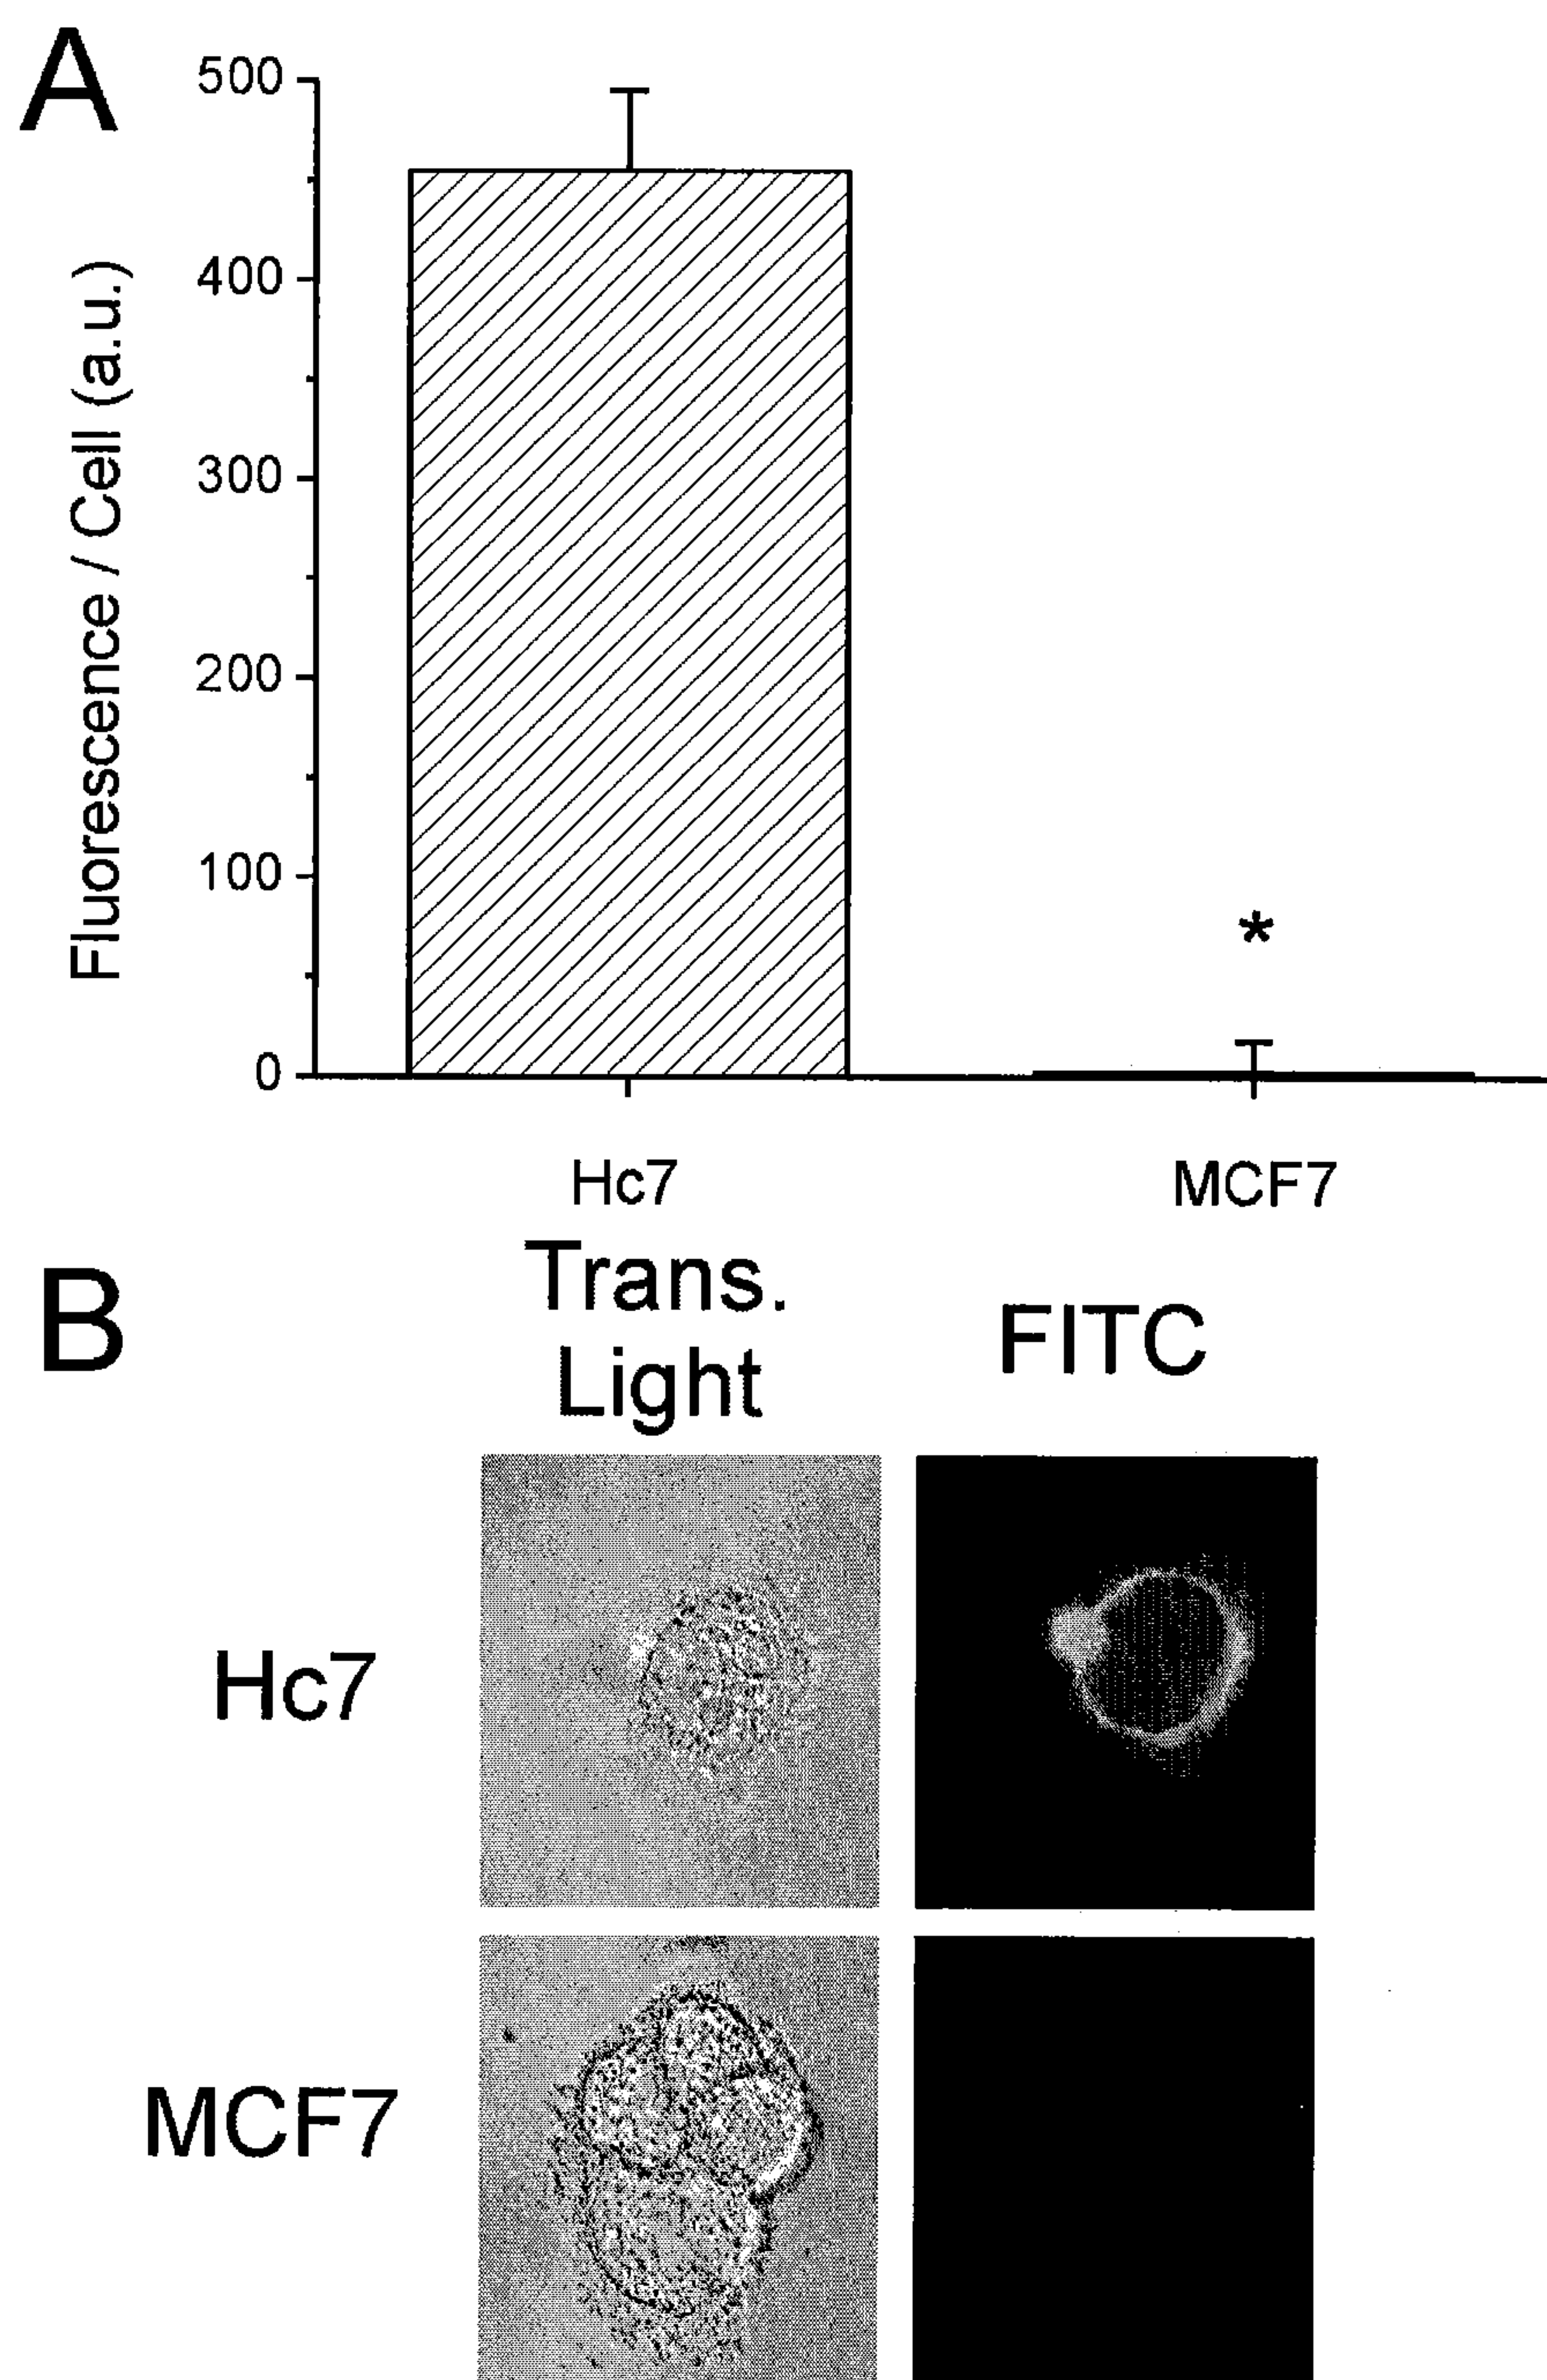 A
500
400
300
200
100
0
Fluorescence / Cell (a.u.)
*
Hc7
MCF7
B
Trans.
Light
FITC
Hc7
MCF7